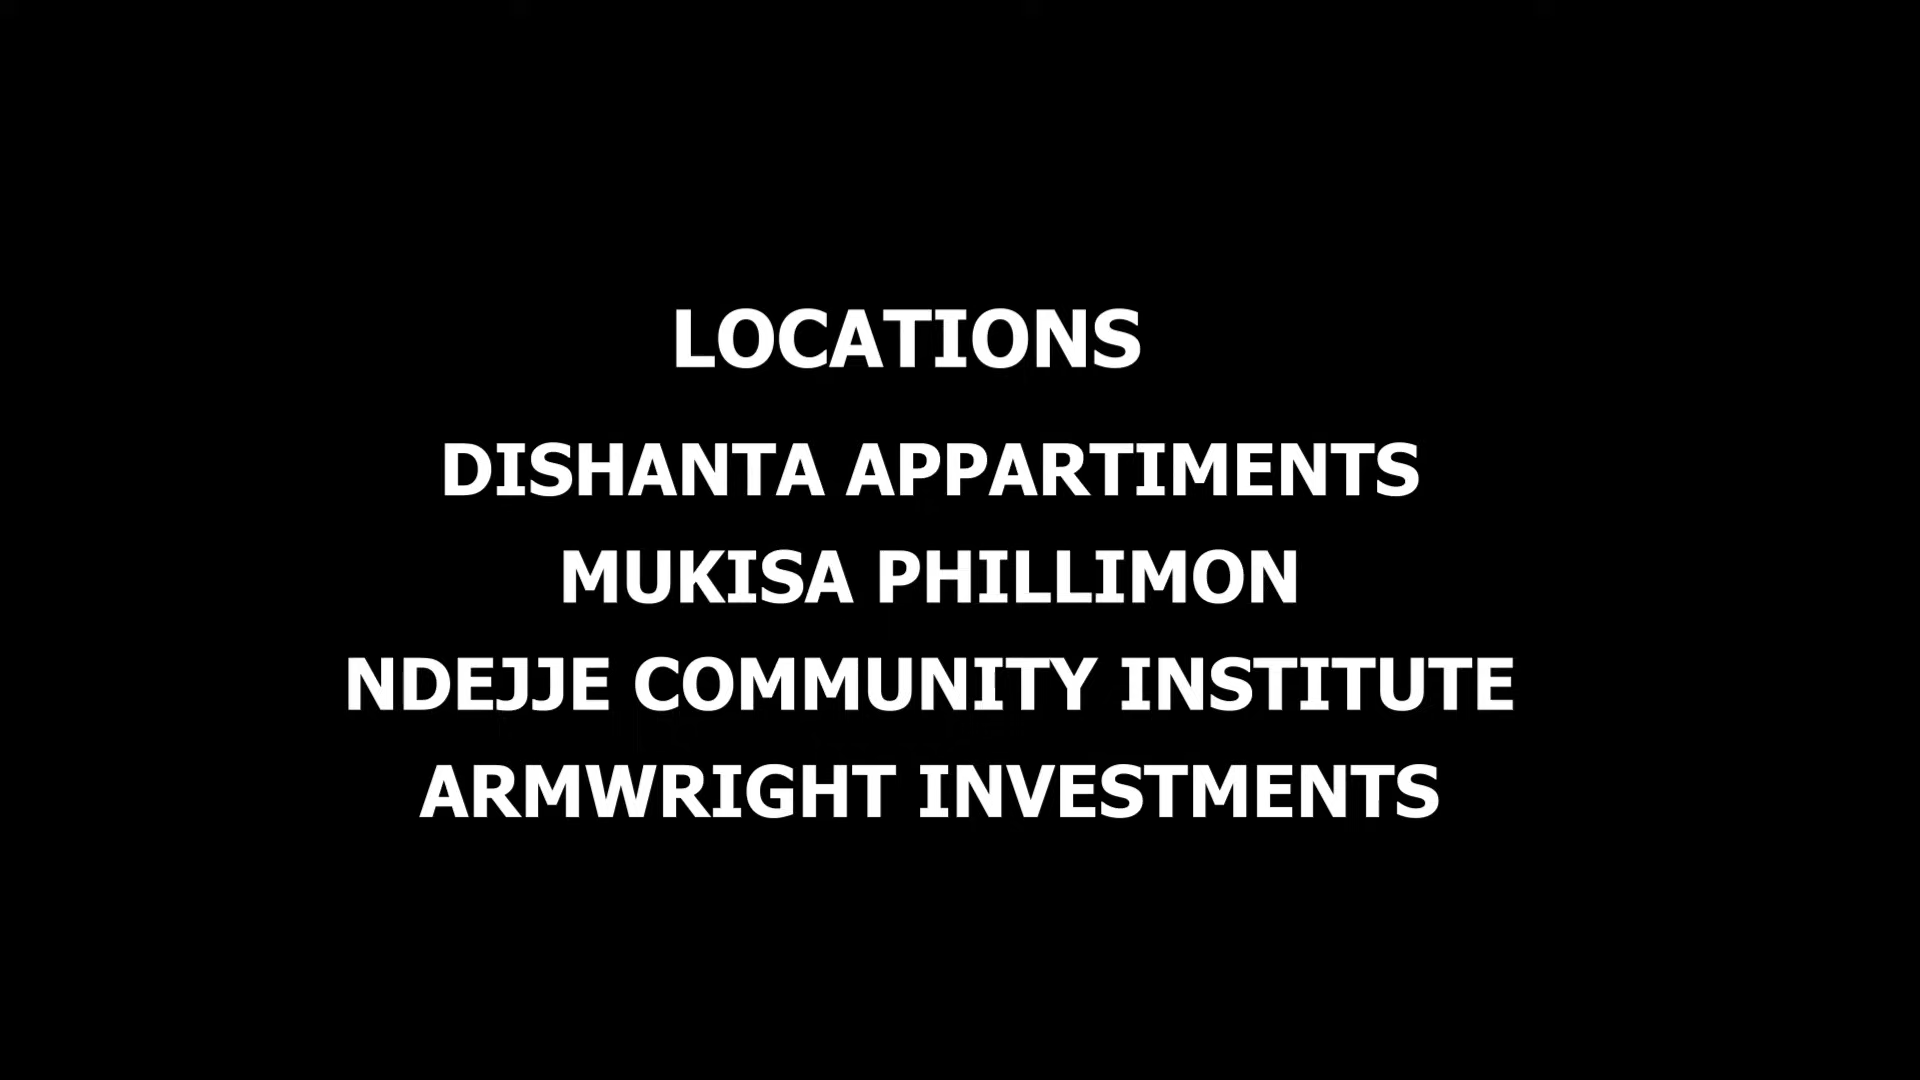 LOCATIONS
DISHANTA APPARTIMENTS
MUKISA PHILLIMON
NDEJJE COMMUNITY INSTITUTE
ARMWRIGHT INVESTMENTS